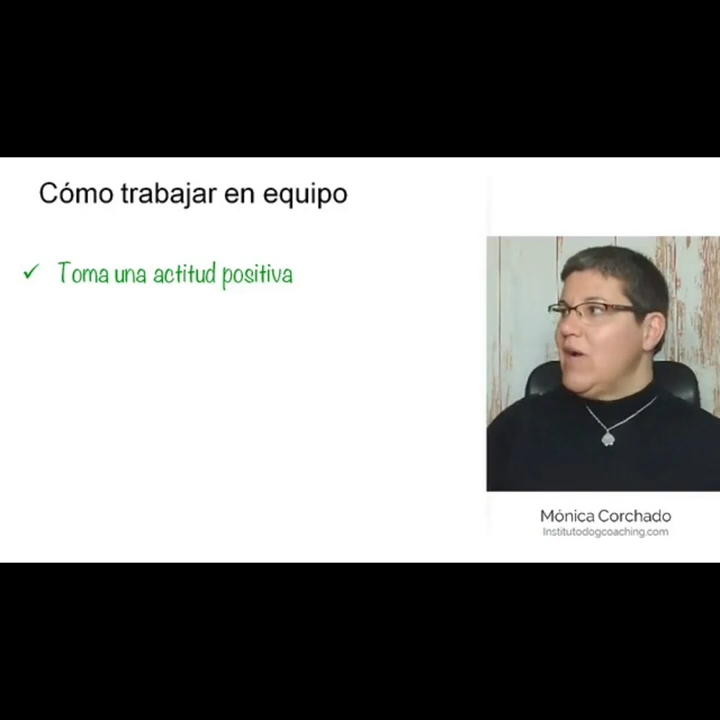 Cómo trabajar en equipo
✓ Toma una actitud positiva
Mónica Corchado
Institutodogcoaching.com